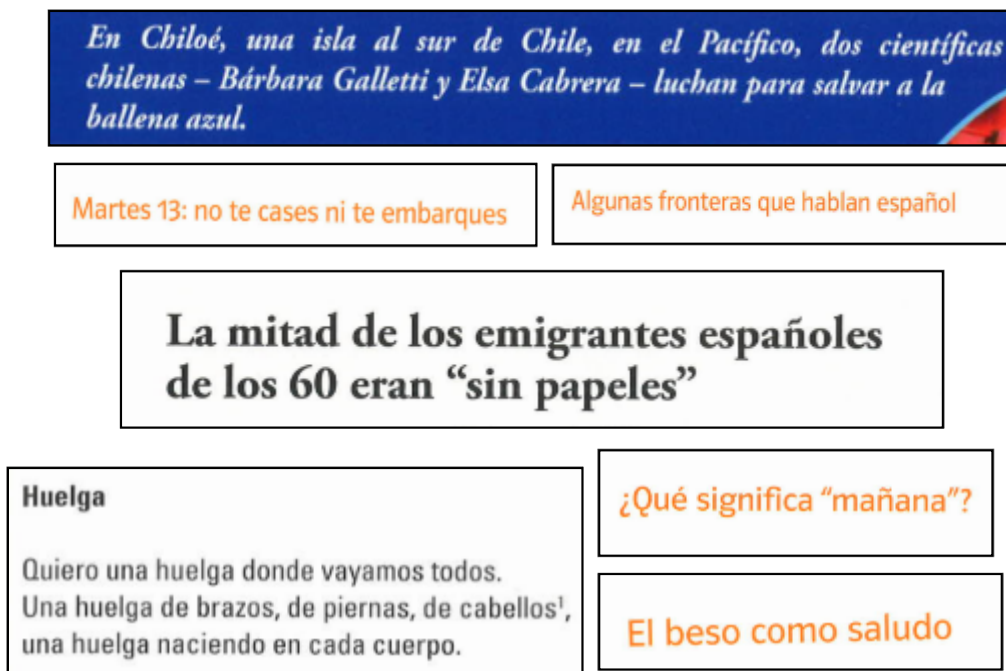 En Chiloé, una isla al sur de Chile, en el Pacífico, dos científicas
chilenas – Bárbara Galletti y Elsa Cabrera – luchan para salvar a la
ballena azul.
Martes 13: no te cases ni te embarques
Algunas fronteras que hablan español
La mitad de los emigrantes españoles
de los 60 eran “sin papeles”
Huelga
Quiero una huelga donde vayamos todos.
Una huelga de brazos, de piernas, de cabellos¹,
una huelga naciendo en cada cuerpo.
¿Qué significa “mañana”?
El beso como saludo